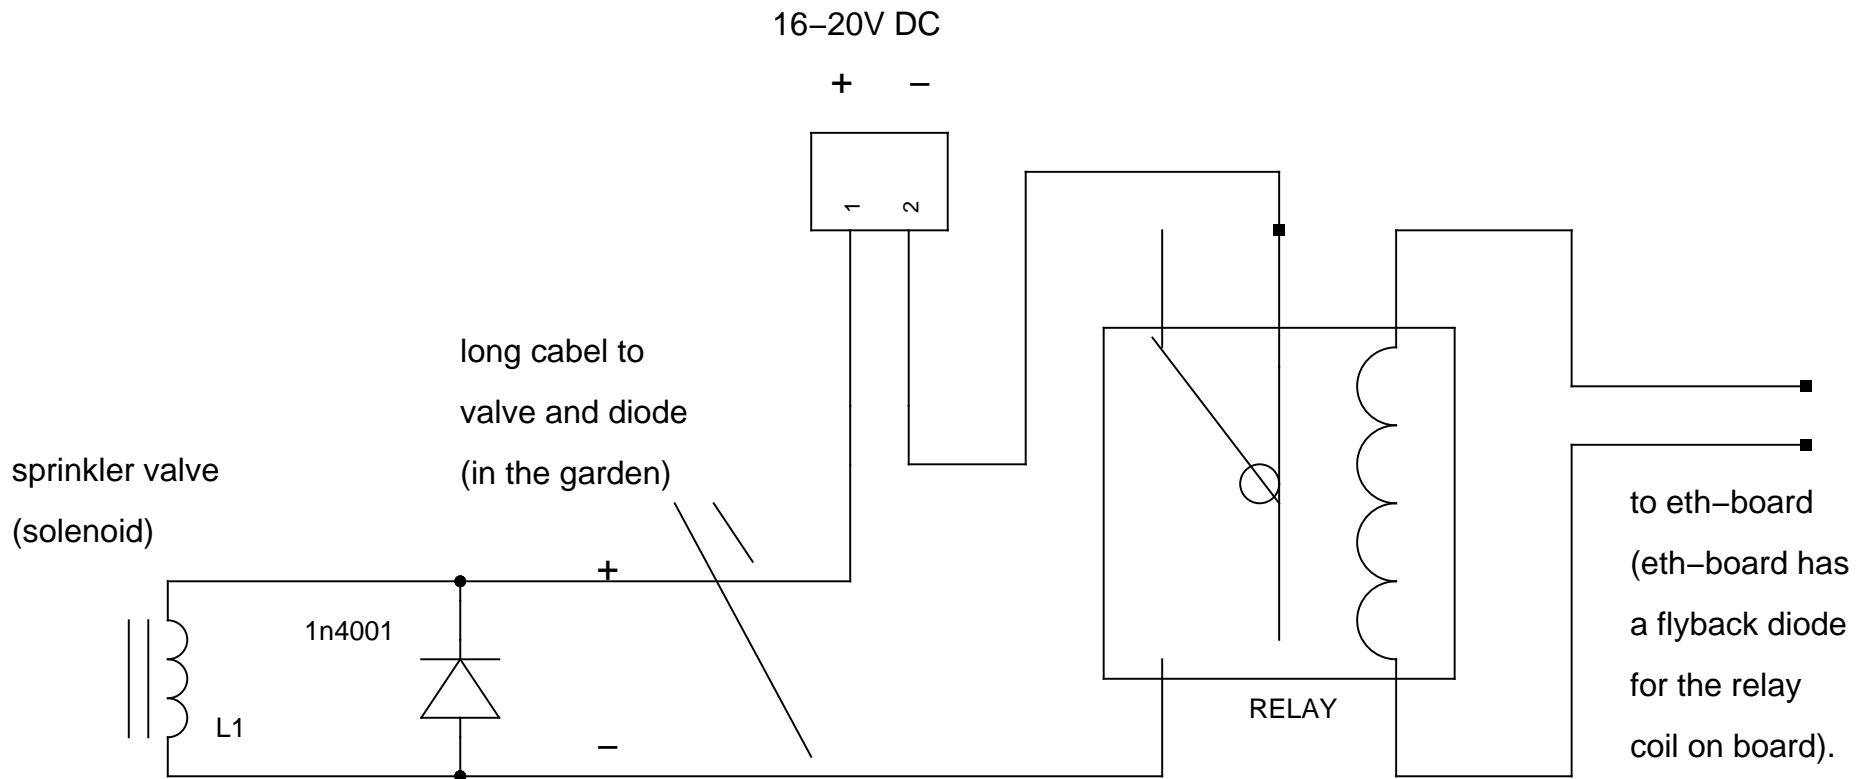 16–20V DC
+ –
1 2
long cabel to
valve and diode
(in the garden)
sprinkler valve
(solenoid)
+
1n4001
L1
–
RELAY
to eth–board
(eth–board has
a flyback diode
for the relay
coil on board).